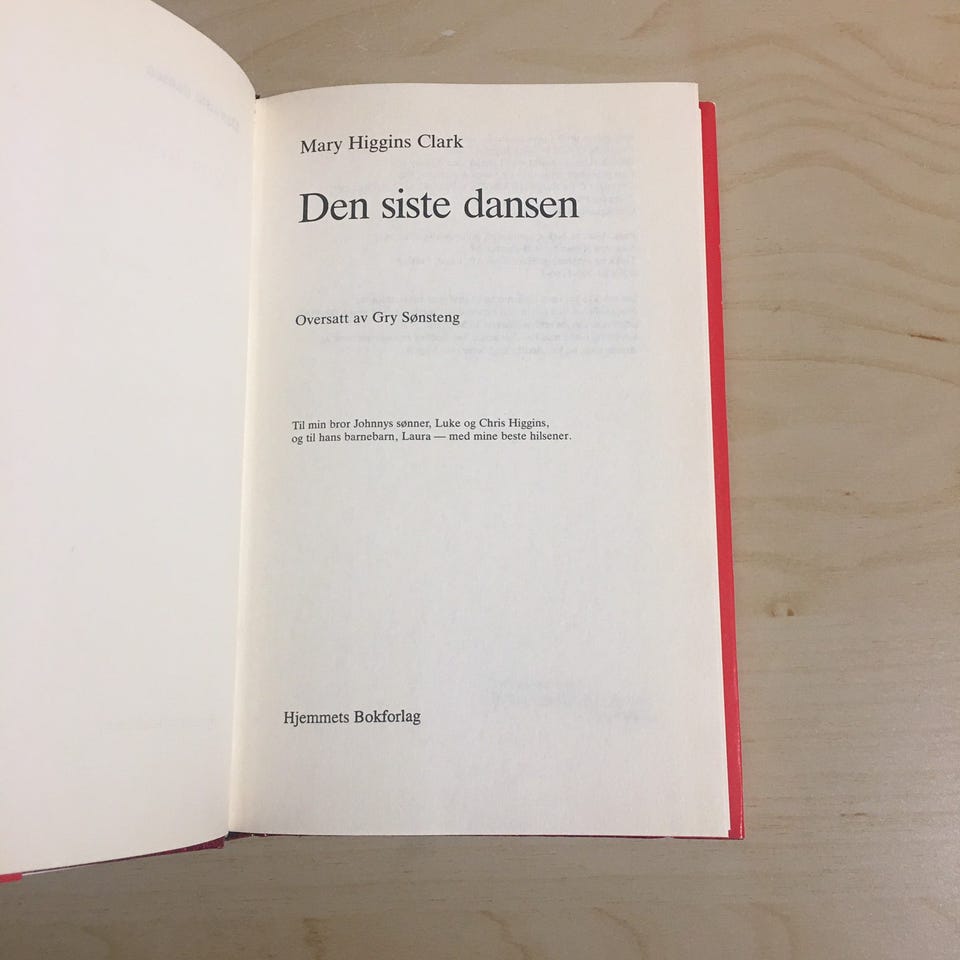 Mary Higgins Clark
Den siste dansen
Oversatt av Gry Sønsteng
Til min bror Johnnys sønner, Luke og Chris Higgins,
og til hans barnebarn, Laura — med mine beste hilsener.
Hjemmets Bokforlag